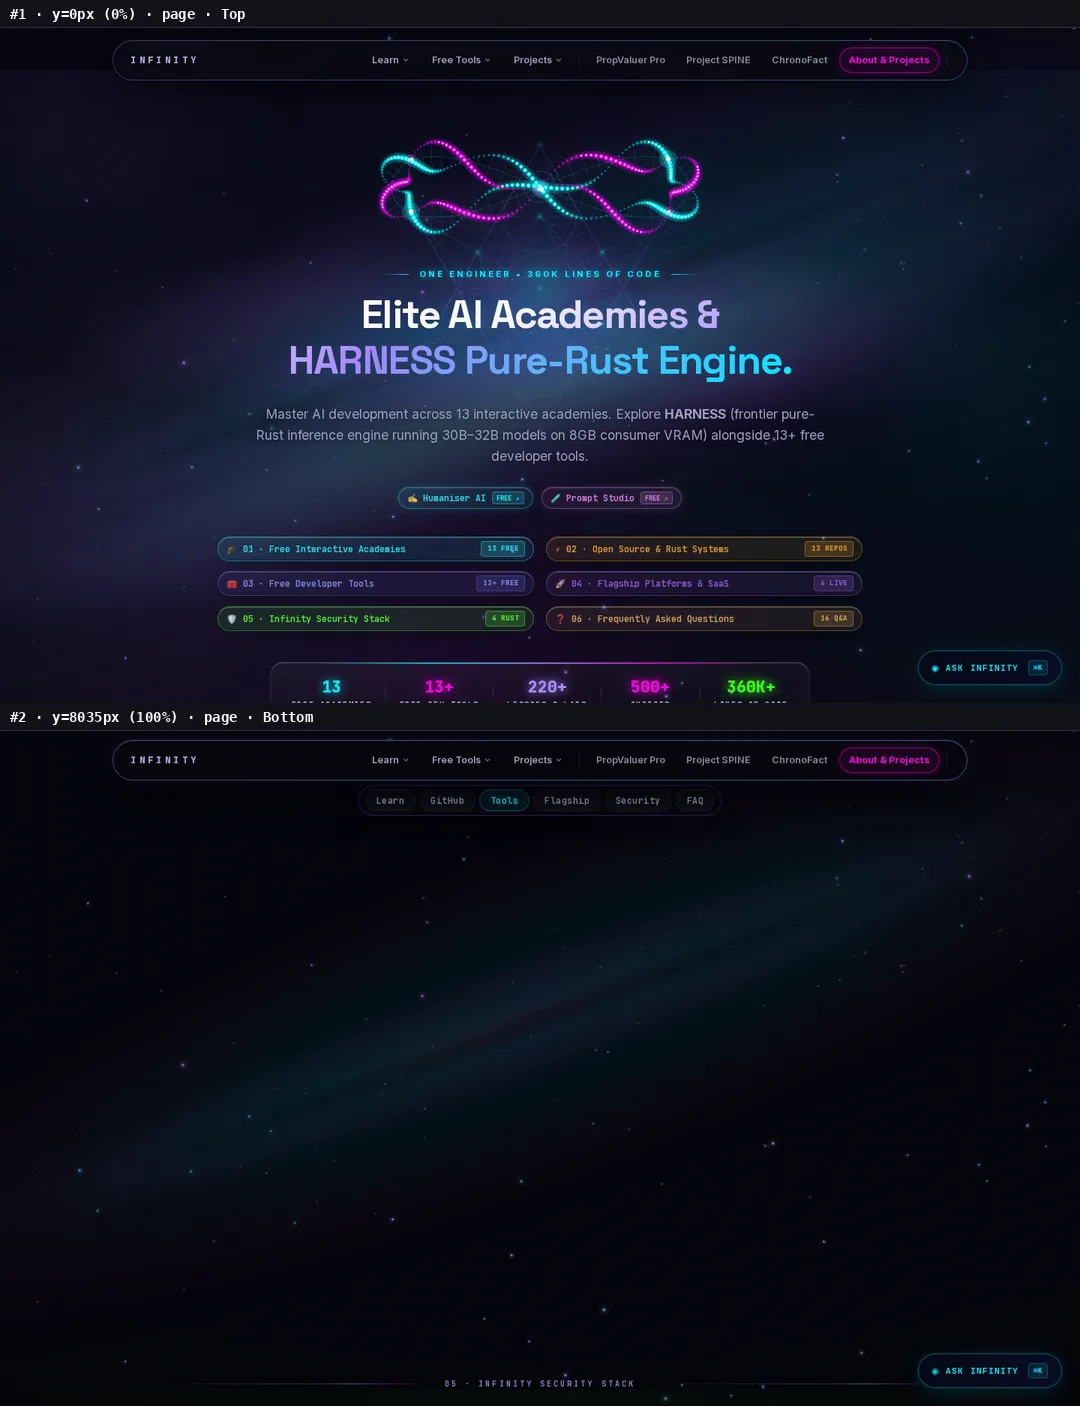 #1 · y=0px (0%) · page · Top
INFINITY
Learn
Free Tools
Projects
PropValuer Pro
Project SPINE
ChronoFact
About & Projects
ONE ENGINEER • 360K LINES OF CODE
Elite AI Academies &
HARNESS Pure-Rust Engine.
Master AI development across 13 interactive academies. Explore HARNESS (frontier pure-
Rust inference engine running 30B–32B models on 8GB consumer VRAM) alongside 13+ free
developer tools.
✍️ Humaniser AI FREE ↗
🧪 Prompt Studio FREE ↗
🎓 01 · Free Interactive Academies 13 FREE
⚡ 02 · Open Source & Rust Systems 13 REPOS
🧰 03 · Free Developer Tools 13+ FREE
🚀 04 · Flagship Platforms & SaaS 6 LIVE
🛡️ 05 · Infinity Security Stack 4 RUST
❓ 06 · Frequently Asked Questions 16 Q&A
◉ ASK INFINITY ⌘K
13
13+
220+
500+
360K+
#2 · y=8035px (100%) · page · Bottom
INFINITY
Learn
Free Tools
Projects
PropValuer Pro
Project SPINE
ChronoFact
About & Projects
Learn
GitHub
Tools
Flagship
Security
FAQ
◉ ASK INFINITY ⌘K
05 · INFINITY SECURITY STACK